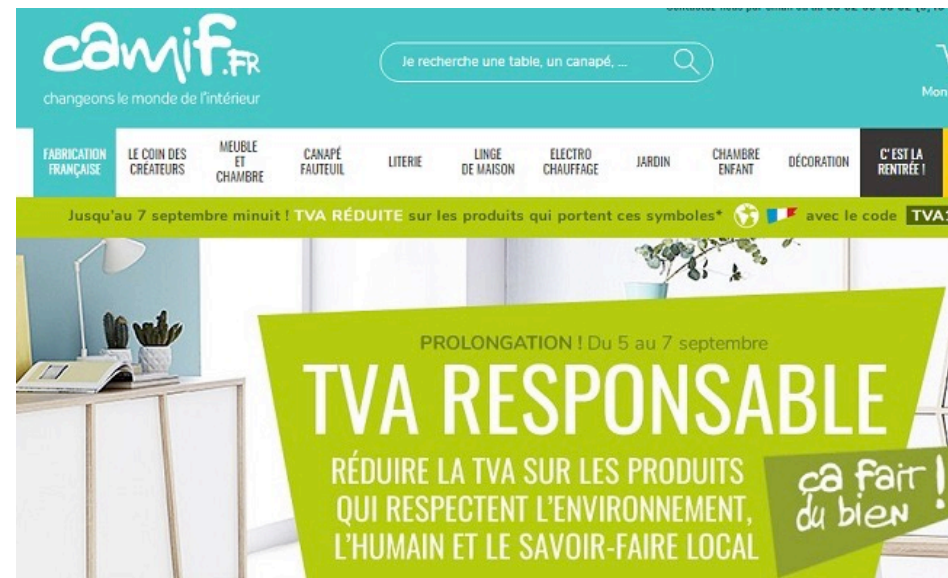 camif.FR
changeons le monde de l'intérieur
Je recherche une table, un canapé, ...
Mon
FABRICATION
FRANÇAISE
LE COIN DES
CRÉATEURS
MEUBLE
ET
CHAMBRE
CANAPÉ
FAUTEUIL
LITERIE
LINGE
DE MAISON
ELECTRO
CHAUFFAGE
JARDIN
CHAMBRE
ENFANT
DÉCORATION
C'EST LA
RENTRÉE !
Jusqu'au 7 septembre minuit ! TVA RÉDUITE sur les produits qui portent ces symboles* avec le code TVA
PROLONGATION ! Du 5 au 7 septembre
TVA RESPONSABLE
RÉDUIRE LA TVA SUR LES PRODUITS
QUI RESPECTENT L'ENVIRONNEMENT,
L'HUMAIN ET LE SAVOIR-FAIRE LOCAL
ça fait
du bien !